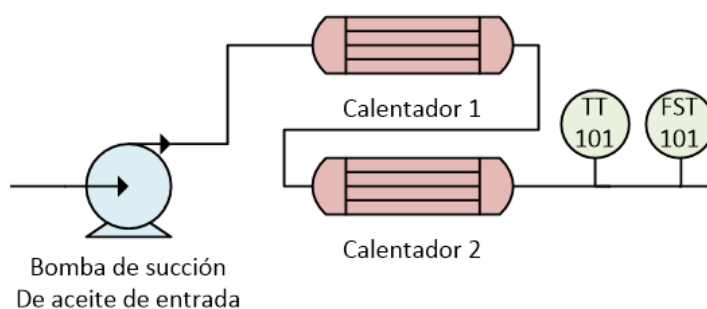 Calentador 1
TT
101
FST
101
Calentador 2
Bomba de succión
De aceite de entrada